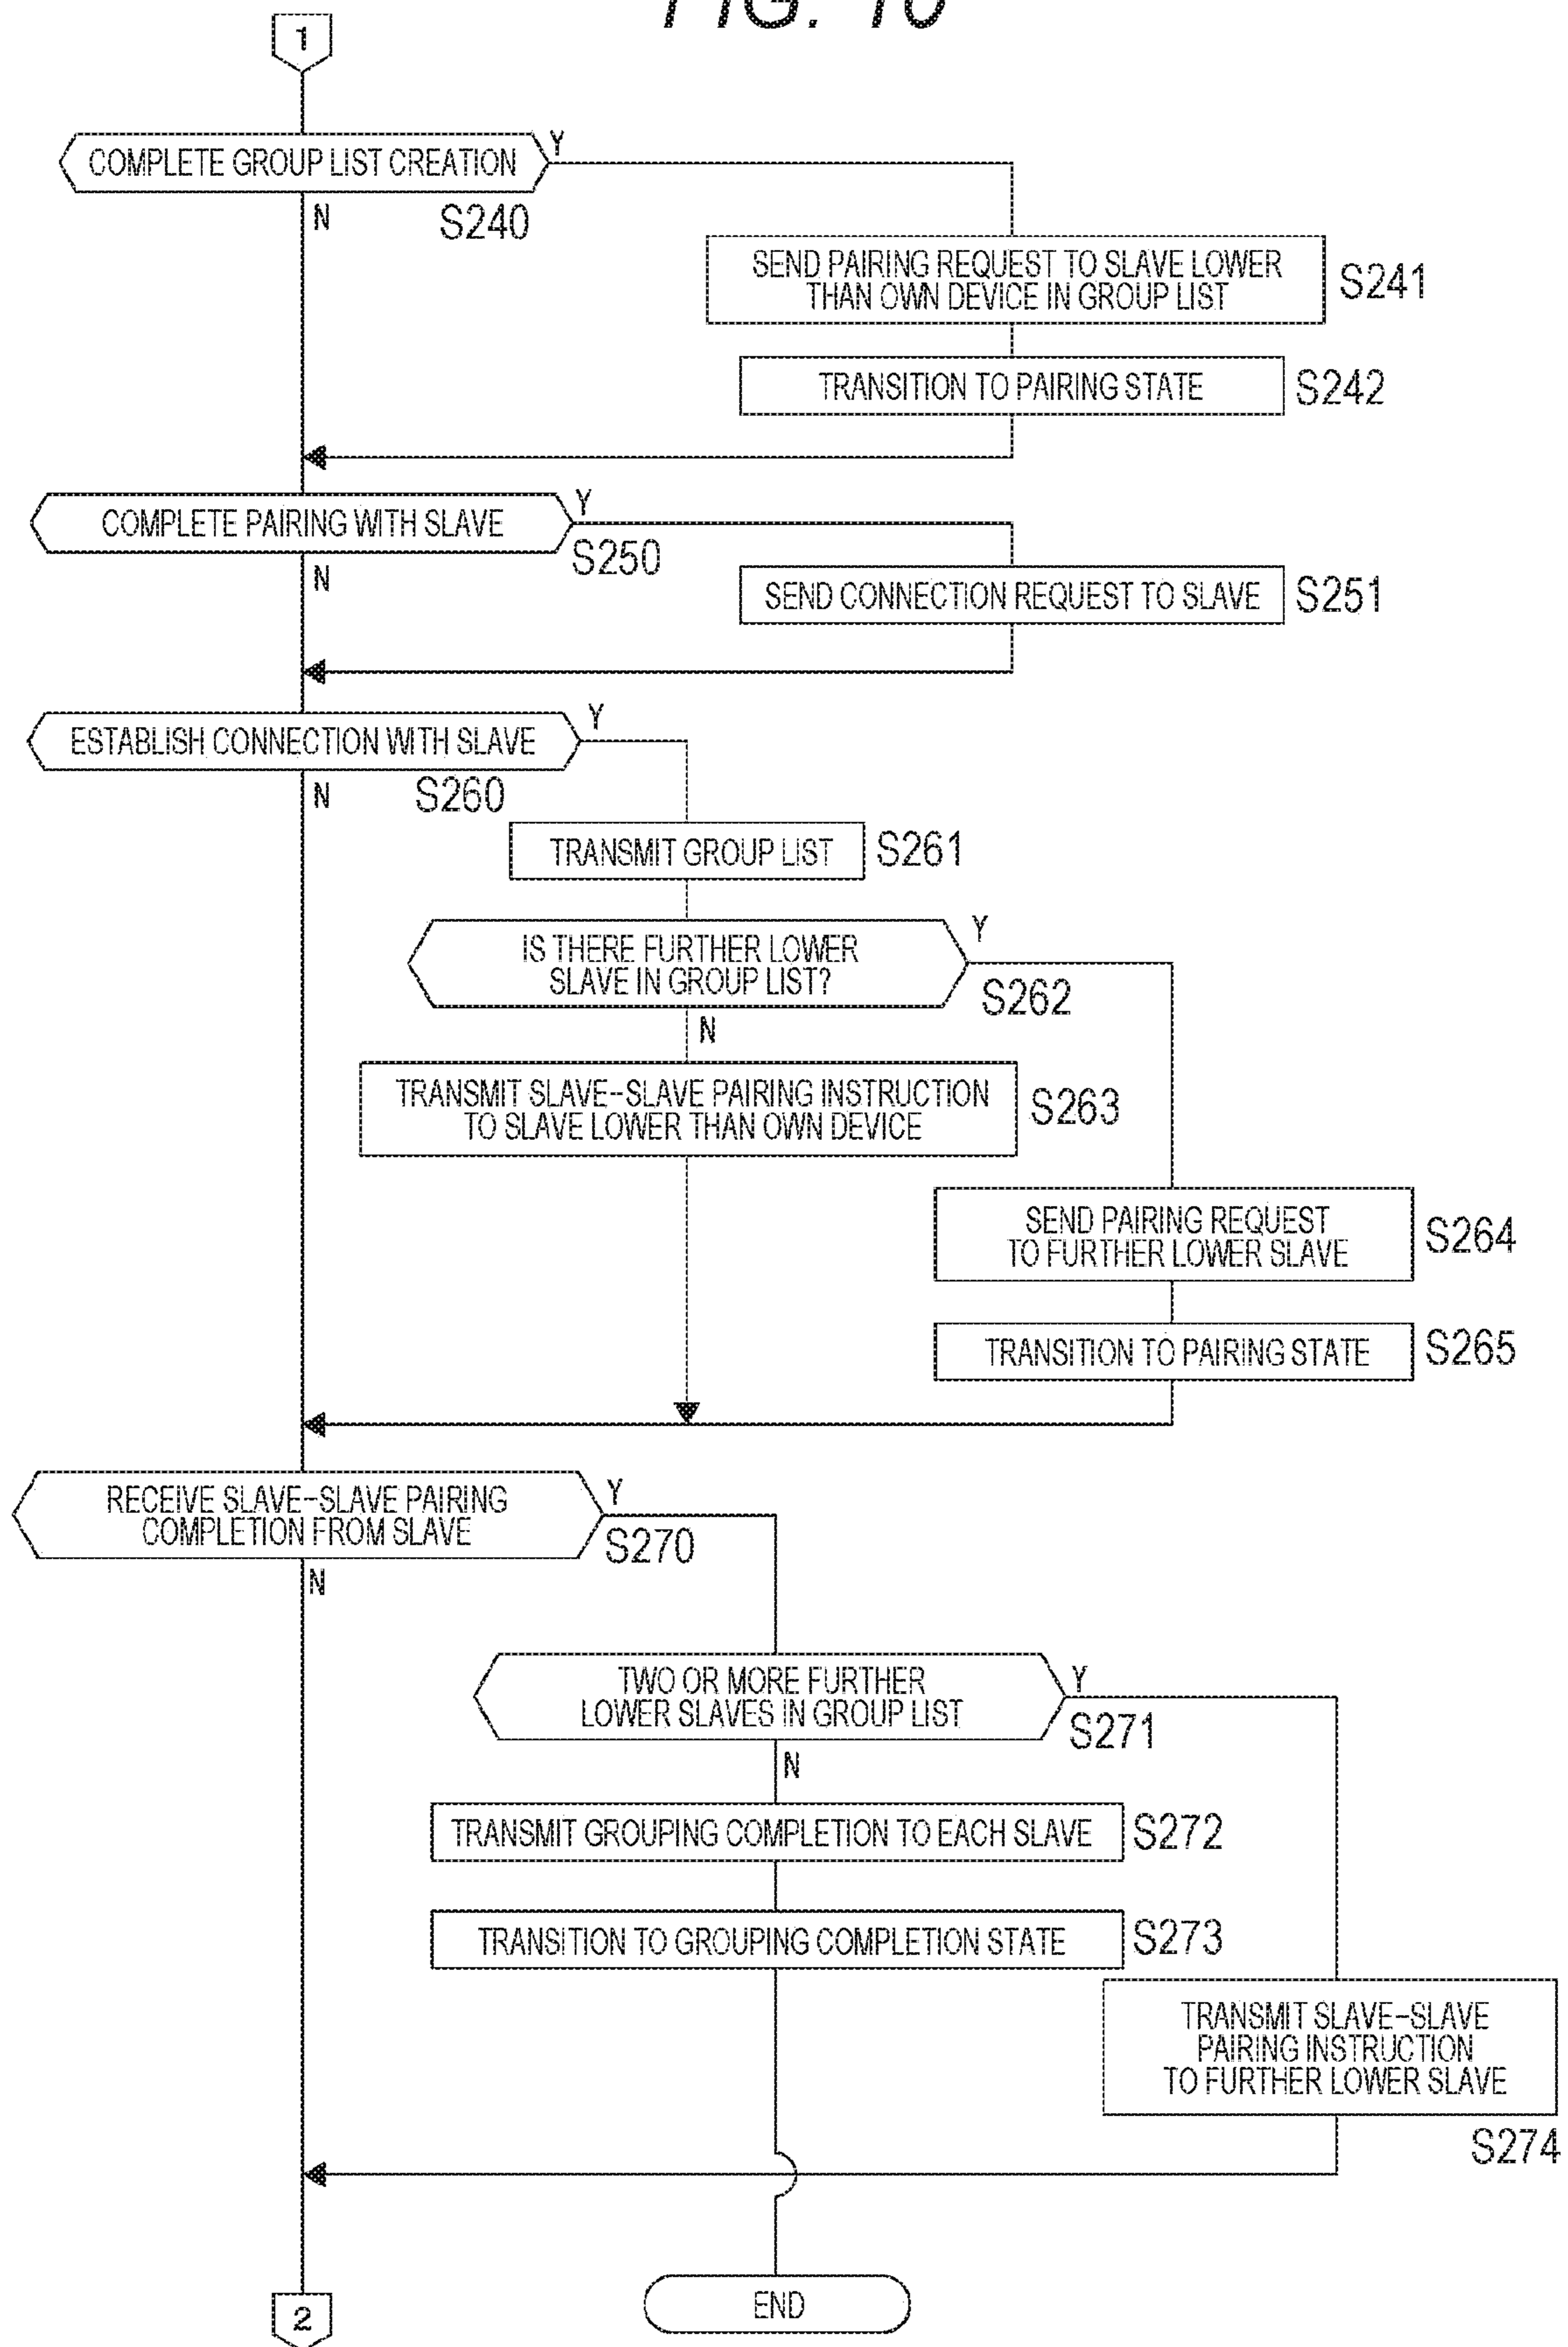 FIG. 10
1
COMPLETE GROUP LIST CREATION
Y
N
S240
SEND PAIRING REQUEST TO SLAVE LOWER
THAN OWN DEVICE IN GROUP LIST
S241
TRANSITION TO PAIRING STATE
S242
COMPLETE PAIRING WITH SLAVE
Y
S250
N
SEND CONNECTION REQUEST TO SLAVE
S251
ESTABLISH CONNECTION WITH SLAVE
Y
N
S260
TRANSMIT GROUP LIST
S261
IS THERE FURTHER LOWER
SLAVE IN GROUP LIST?
Y
S262
N
TRANSMIT SLAVE--SLAVE PAIRING INSTRUCTION
TO SLAVE LOWER THAN OWN DEVICE
S263
SEND PAIRING REQUEST
TO FURTHER LOWER SLAVE
S264
TRANSITION TO PAIRING STATE
S265
RECEIVE SLAVE-SLAVE PAIRING
COMPLETION FROM SLAVE
Y
S270
N
TWO OR MORE FURTHER
LOWER SLAVES IN GROUP LIST
Y
S271
N
TRANSMIT GROUPING COMPLETION TO EACH SLAVE
S272
TRANSITION TO GROUPING COMPLETION STATE
S273
TRANSMIT SLAVE-SLAVE
PAIRING INSTRUCTION
TO FURTHER LOWER SLAVE
S274
END
2